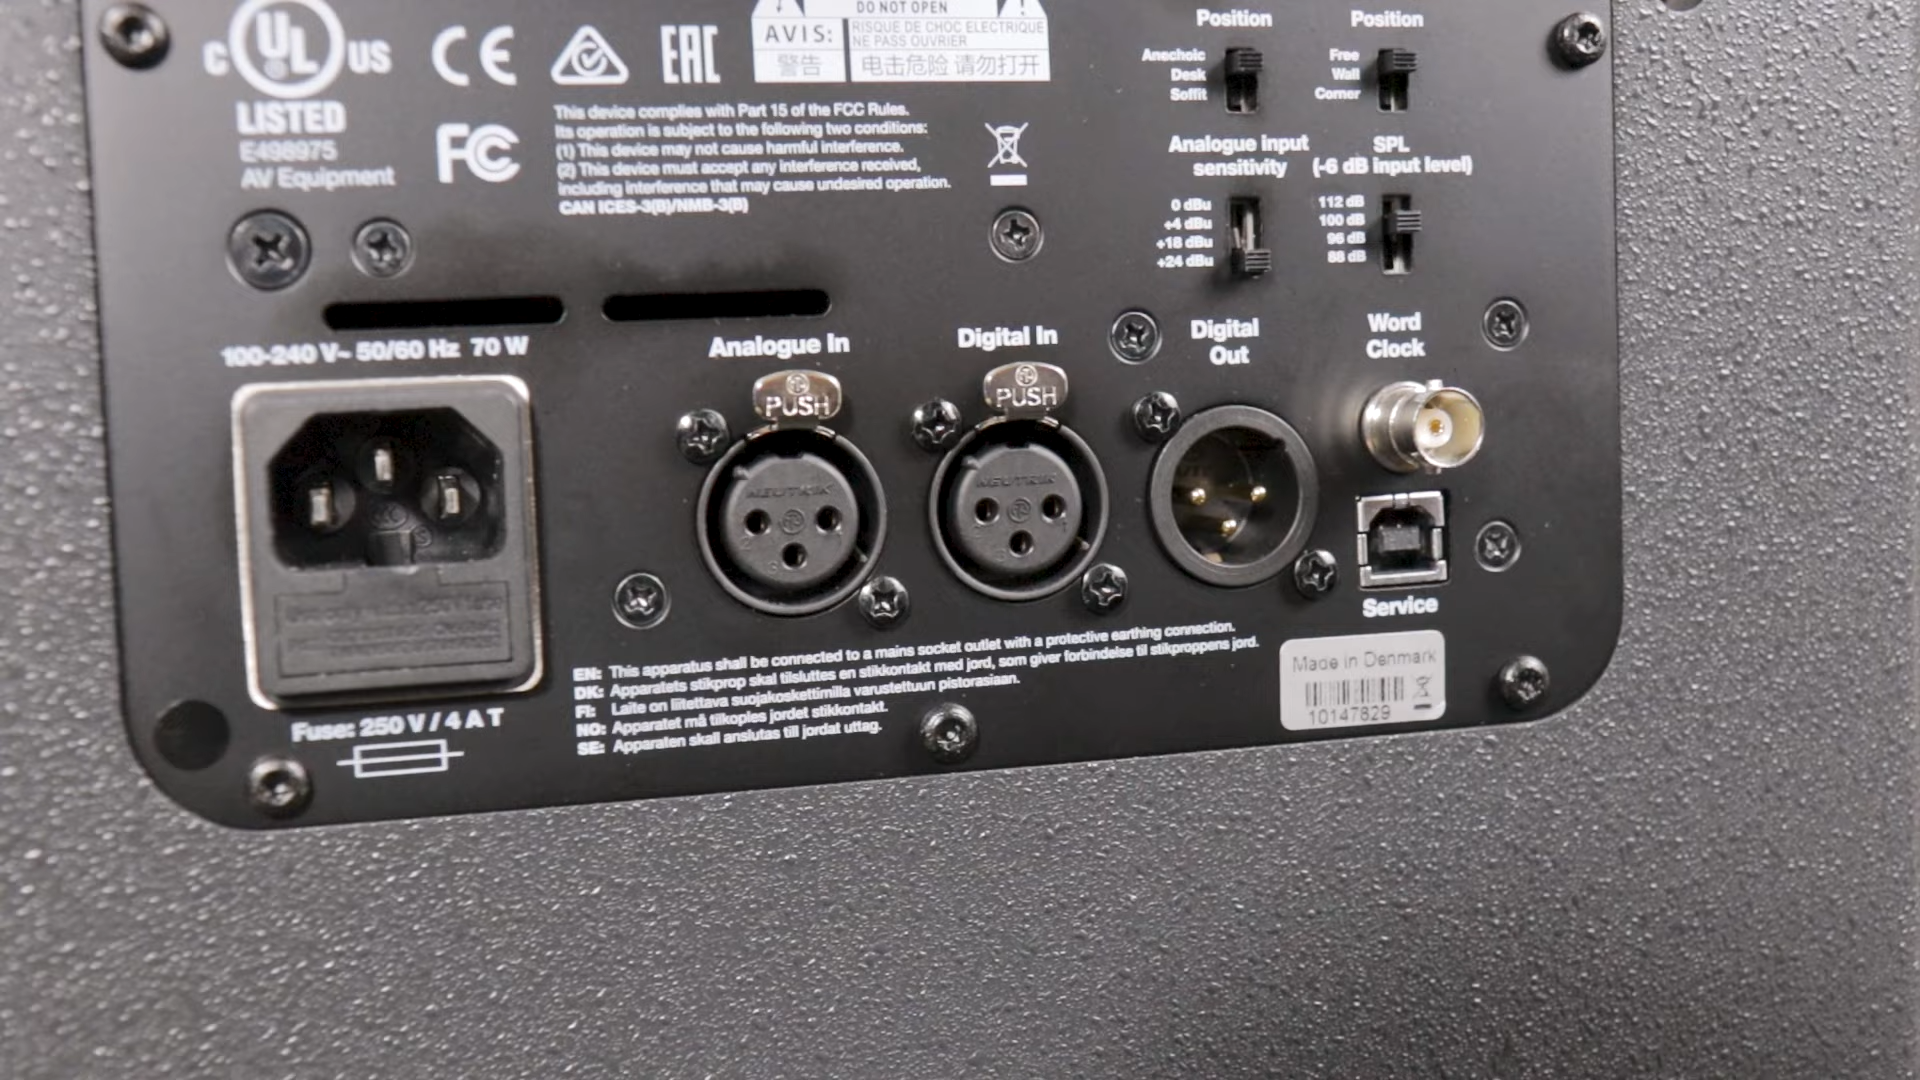 DO NOT OPEN
AVIS:
RISQUE DE CHOC ELECTRIQUE
NE PASS OUVRIER
警告
电击危险 请勿打开
C UL US
LISTED
E498975
AV Equipment
CE
EAC
FC
This device complies with Part 15 of the FCC Rules.
Its operation is subject to the following two conditions:
(1) This device may not cause harmful interference.
(2) This device must accept any interference received,
including interference that may cause undesired operation.
CAN ICES-3(B)/NMB-3(B)
Position
Anechoic
Desk
Soffit
Position
Free
Wall
Corner
Analogue input
sensitivity
0 dBu
+4 dBu
+18 dBu
+24 dBu
SPL
(-6 dB input level)
112 dB
100 dB
96 dB
88 dB
100-240 V~ 50/60 Hz 70 W
Analogue In
Digital In
Digital
Out
Word
Clock
PUSH
PUSH
NEUTRIK
NEUTRIK
Service
Fuse: 250 V / 4 A T
EN: This apparatus shall be connected to a mains socket outlet with a protective earthing connection.
DK: Apparatets stikprop skal tilsluttes en stikkontakt med jord, som giver forbindelse til stikproppens jord.
FI: Laite on liitettava suojakoskettimilla varustettuun pistorasiaan.
NO: Apparatet må tilkoples jordet stikkontakt.
SE: Apparaten skall anslutas till jordat uttag.
Made in Denmark
10147829